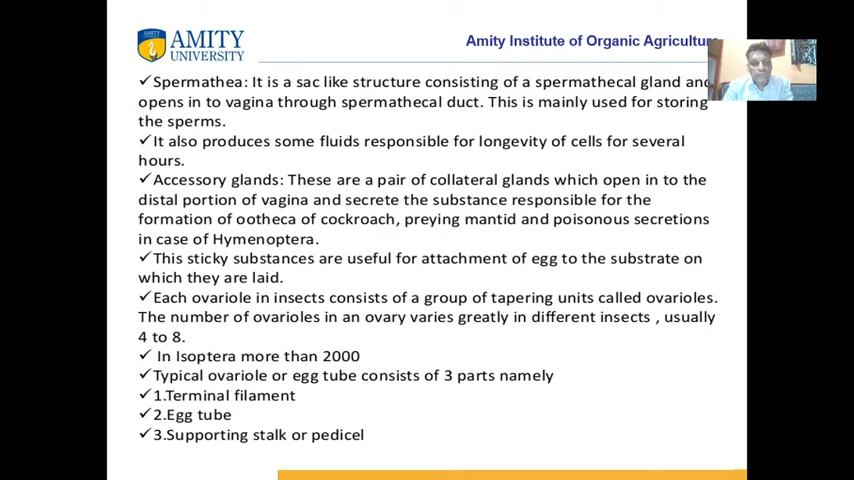 AMITY
AMITY
UNIVERSITY
Amity Institute of Organic Agriculture
✓Spermathea: It is a sac like structure consisting of a spermathecal gland and
opens in to vagina through spermathecal duct. This is mainly used for storing
the sperms.
✓It also produces some fluids responsible for longevity of cells for several
hours.
✓Accessory glands: These are a pair of collateral glands which open in to the
distal portion of vagina and secrete the substance responsible for the
formation of ootheca of cockroach, preying mantid and poisonous secretions
in case of Hymenoptera.
✓This sticky substances are useful for attachment of egg to the substrate on
which they are laid.
✓Each ovariole in insects consists of a group of tapering units called ovarioles.
The number of ovarioles in an ovary varies greatly in different insects , usually
4 to 8.
✓ In Isoptera more than 2000
✓Typical ovariole or egg tube consists of 3 parts namely
✓1.Terminal filament
✓2.Egg tube
✓3.Supporting stalk or pedicel